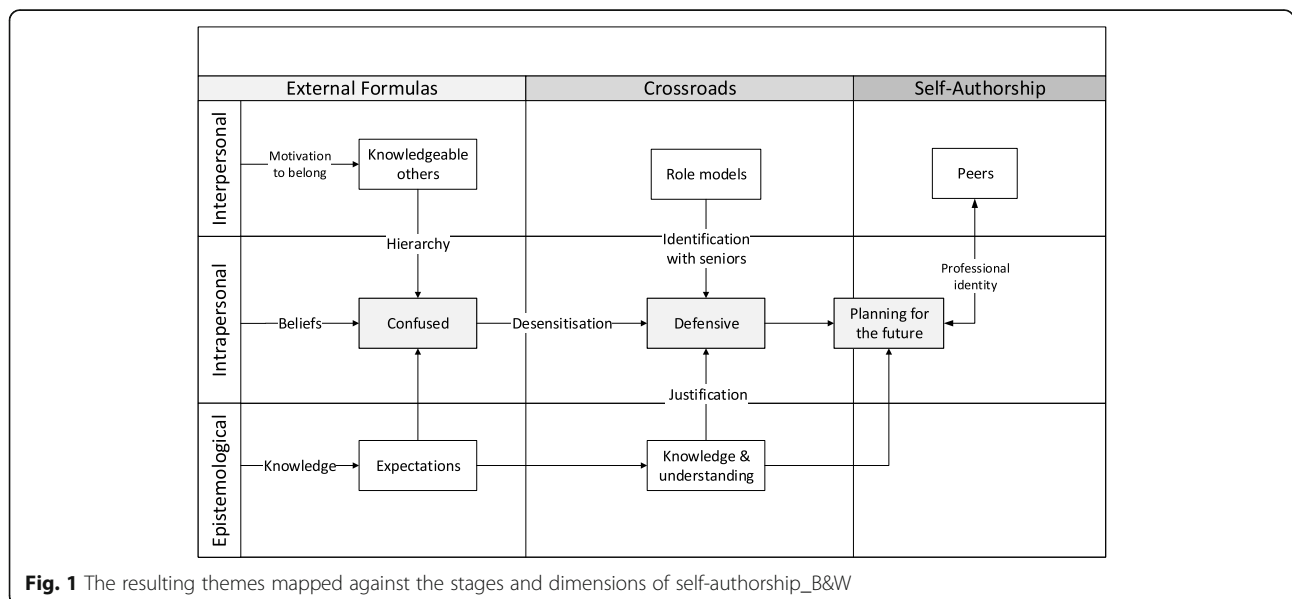 External Formulas
Crossroads
Self-Authorship
Interpersonal
Motivation
to belong
Knowledgeable
others
Role models
Peers
Hierarchy
Identification
with seniors
Professional
identity
Intrapersonal
Beliefs
Confused
Desensitisation
Defensive
Planning for
the future
Justification
Epistemological
Knowledge
Expectations
Knowledge &
understanding
Fig. 1 The resulting themes mapped against the stages and dimensions of self-authorship_B&W